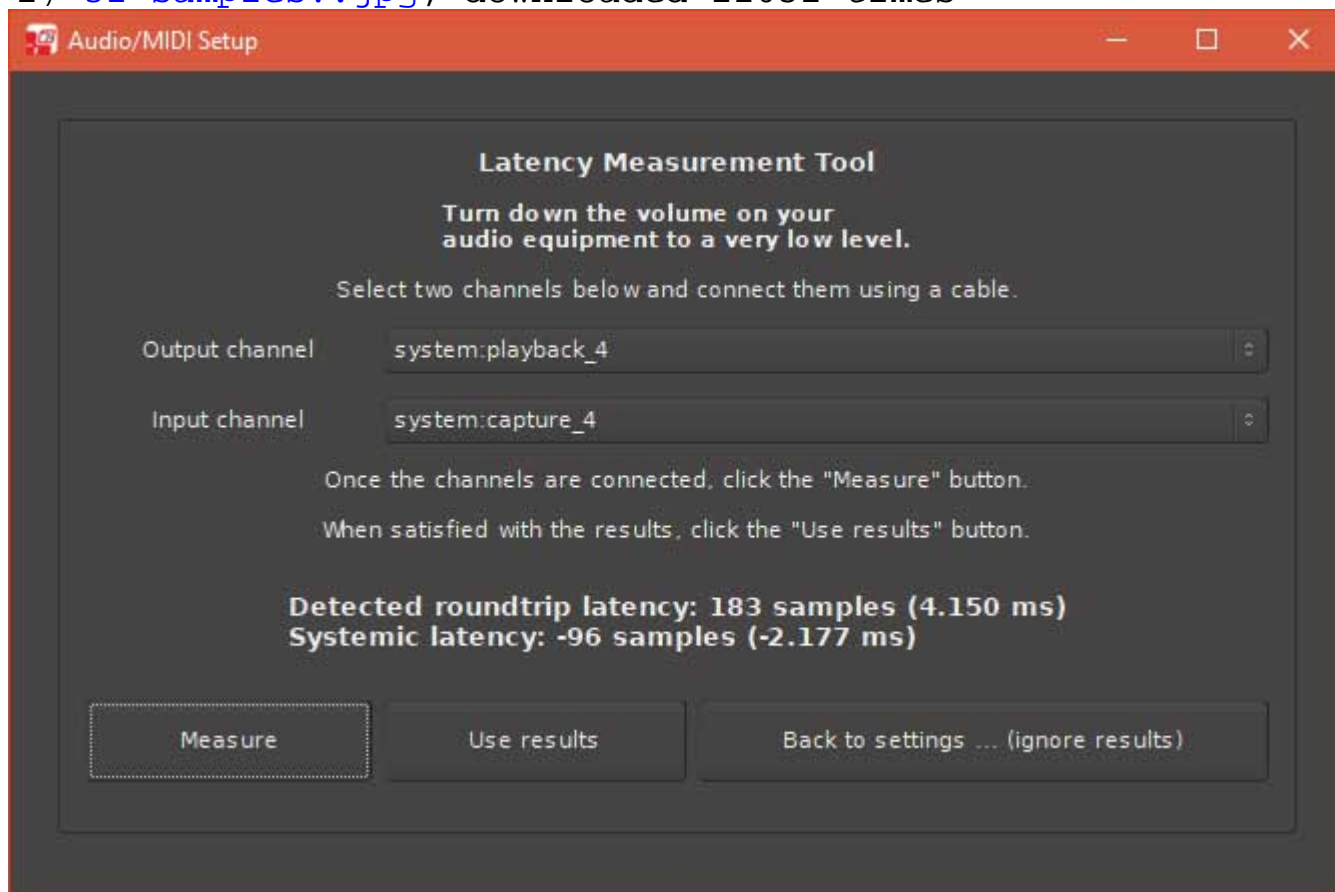 Audio/MIDI Setup
Latency Measurement Tool
Turn down the volume on your
audio equipment to a very low level.
Select two channels below and connect them using a cable.
Output channel system:playback_4
Input channel system:capture_4
Once the channels are connected, click the "Measure" button.
When satisfied with the results, click the "Use results" button.
Detected roundtrip latency: 183 samples (4.150 ms)
Systemic latency: -96 samples (-2.177 ms)
Measure Use results Back to settings ... (ignore results)